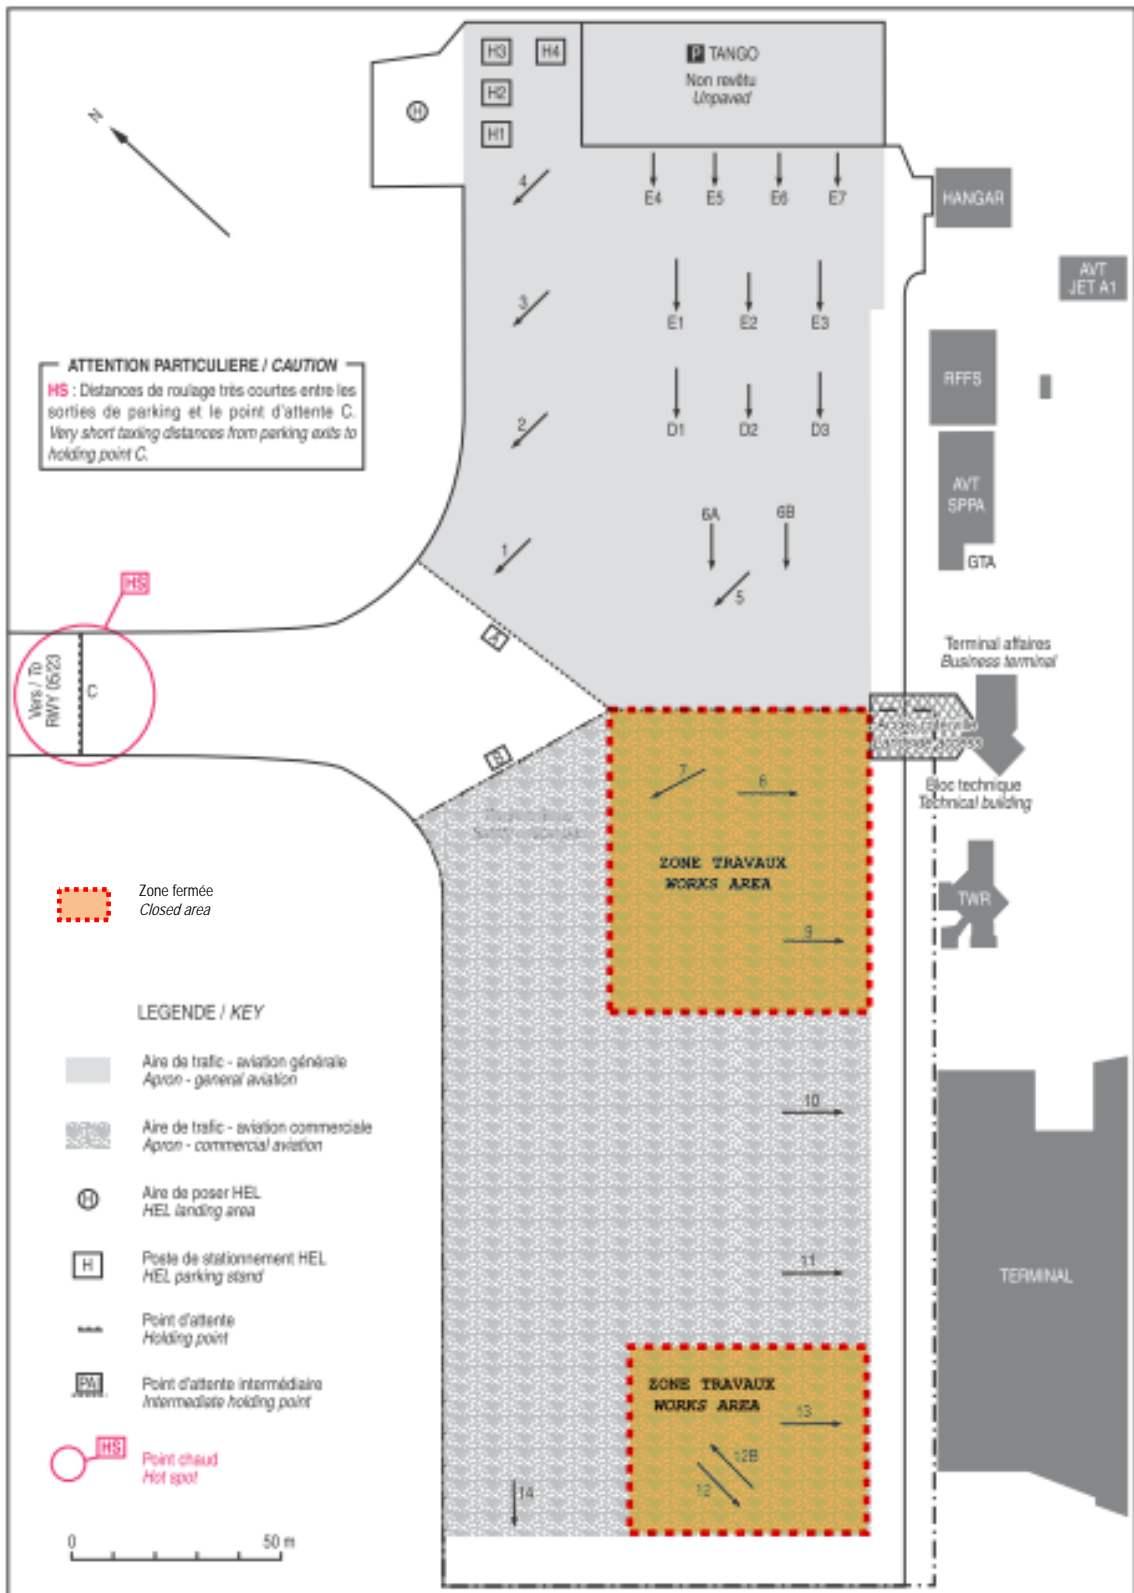 H3
H4
P TANGO
Non revêtu
Unpaved
H2
H1
H
N
4
E4
E5
E6
E7
HANGAR
AVT
JET A1
3
E1
E2
E3
RFFS
ATTENTION PARTICULIERE / CAUTION
HS : Distances de roulage très courtes entre les
sorties de parking et le point d'attente C.
Very short taxiing distances from parking exits to
holding point C.
2
D1
D2
D3
AVT
SPPA
GTA
6A
6B
1
5
HS
A
Vers / To
RWY 05/23
C
Terminal affaires
Business terminal
Accès
B
7
8
Bloc technique
Technical building
ZONE TRAVAUX
WORKS AREA
Zone fermée
Closed area
TWR
9
LEGENDE / KEY
Aire de trafic - aviation générale
Apron - general aviation
Aire de trafic - aviation commerciale
Apron - commercial aviation
10
H
Aire de poser HEL
HEL landing area
H
Poste de stationnement HEL
HEL parking stand
11
TERMINAL
Point d'attente
Holding point
PA
Point d'attente intermédiaire
Intermediate holding point
ZONE TRAVAUX
WORKS AREA
13
HS
Point chaud
Hot spot
12B
12
14
0
50 m